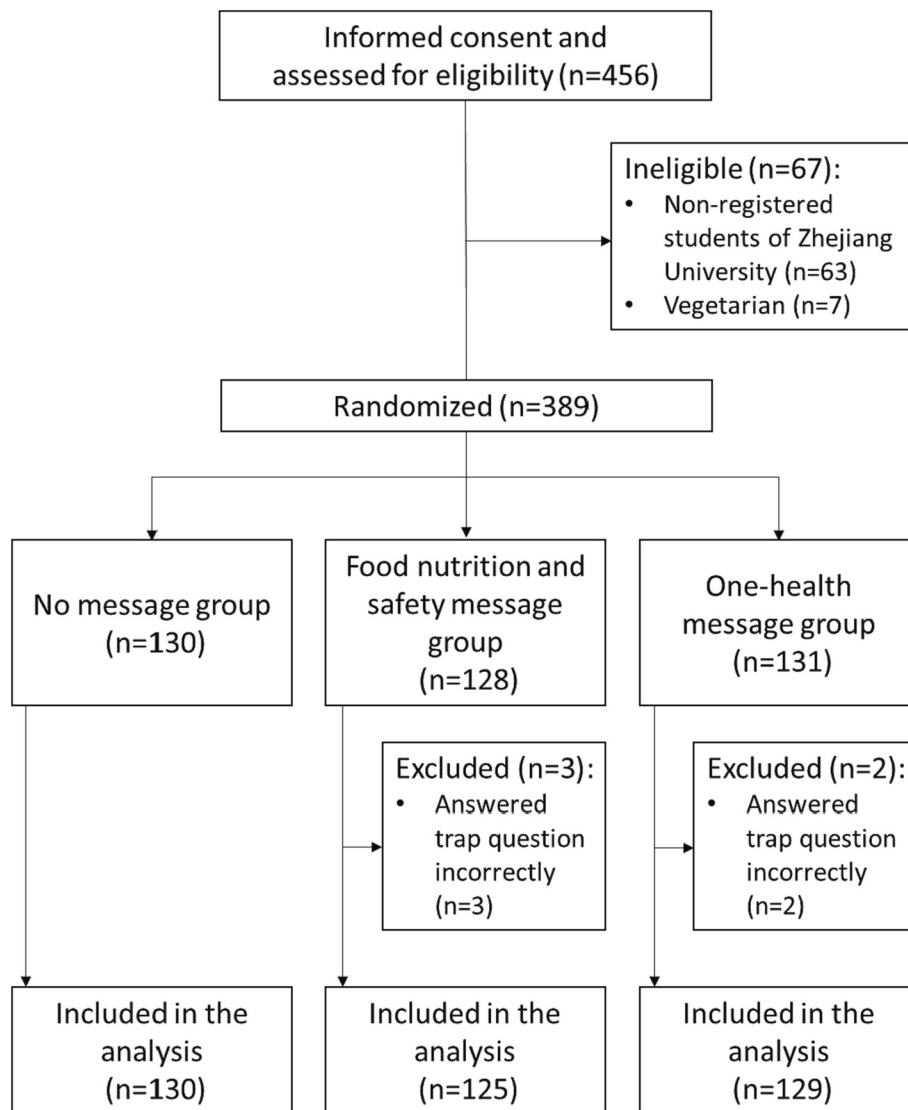 Informed consent and
assessed for eligibility (n=456)
Ineligible (n=67):
• Non-registered
students of Zhejiang
University (n=63)
• Vegetarian (n=7)
Randomized (n=389)
No message group
(n=130)
Food nutrition and
safety message
group
(n=128)
One-health
message group
(n=131)
Excluded (n=3):
• Answered
trap question
incorrectly
(n=3)
Excluded (n=2):
• Answered
trap question
incorrectly
(n=2)
Included in the
analysis
(n=130)
Included in the
analysis
(n=125)
Included in the
analysis
(n=129)